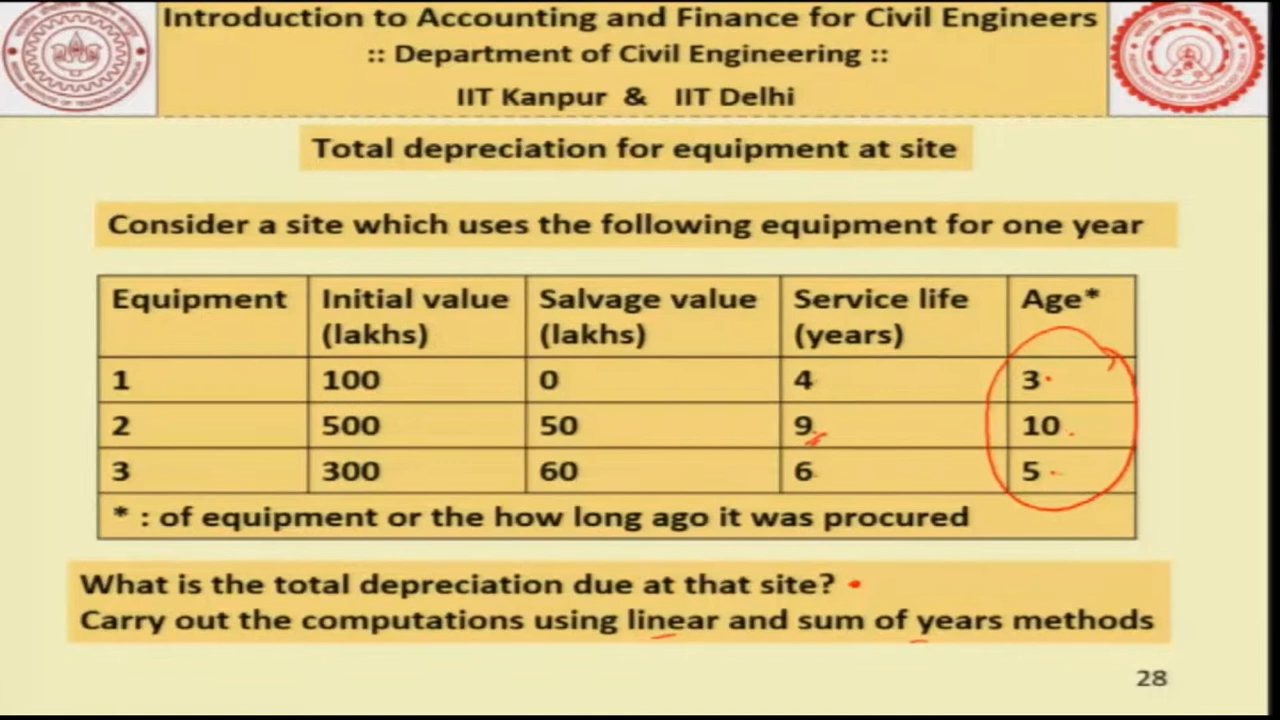 Introduction to Accounting and Finance for Civil Engineers
:: Department of Civil Engineering ::
IIT Kanpur & IIT Delhi
Total depreciation for equipment at site
Consider a site which uses the following equipment for one year
Equipment Initial value (lakhs) Salvage value (lakhs) Service life (years) Age*
1 100 0 4 3
2 500 50 9 10
3 300 60 6 5
* : of equipment or the how long ago it was procured
What is the total depreciation due at that site?
Carry out the computations using linear and sum of years methods
28